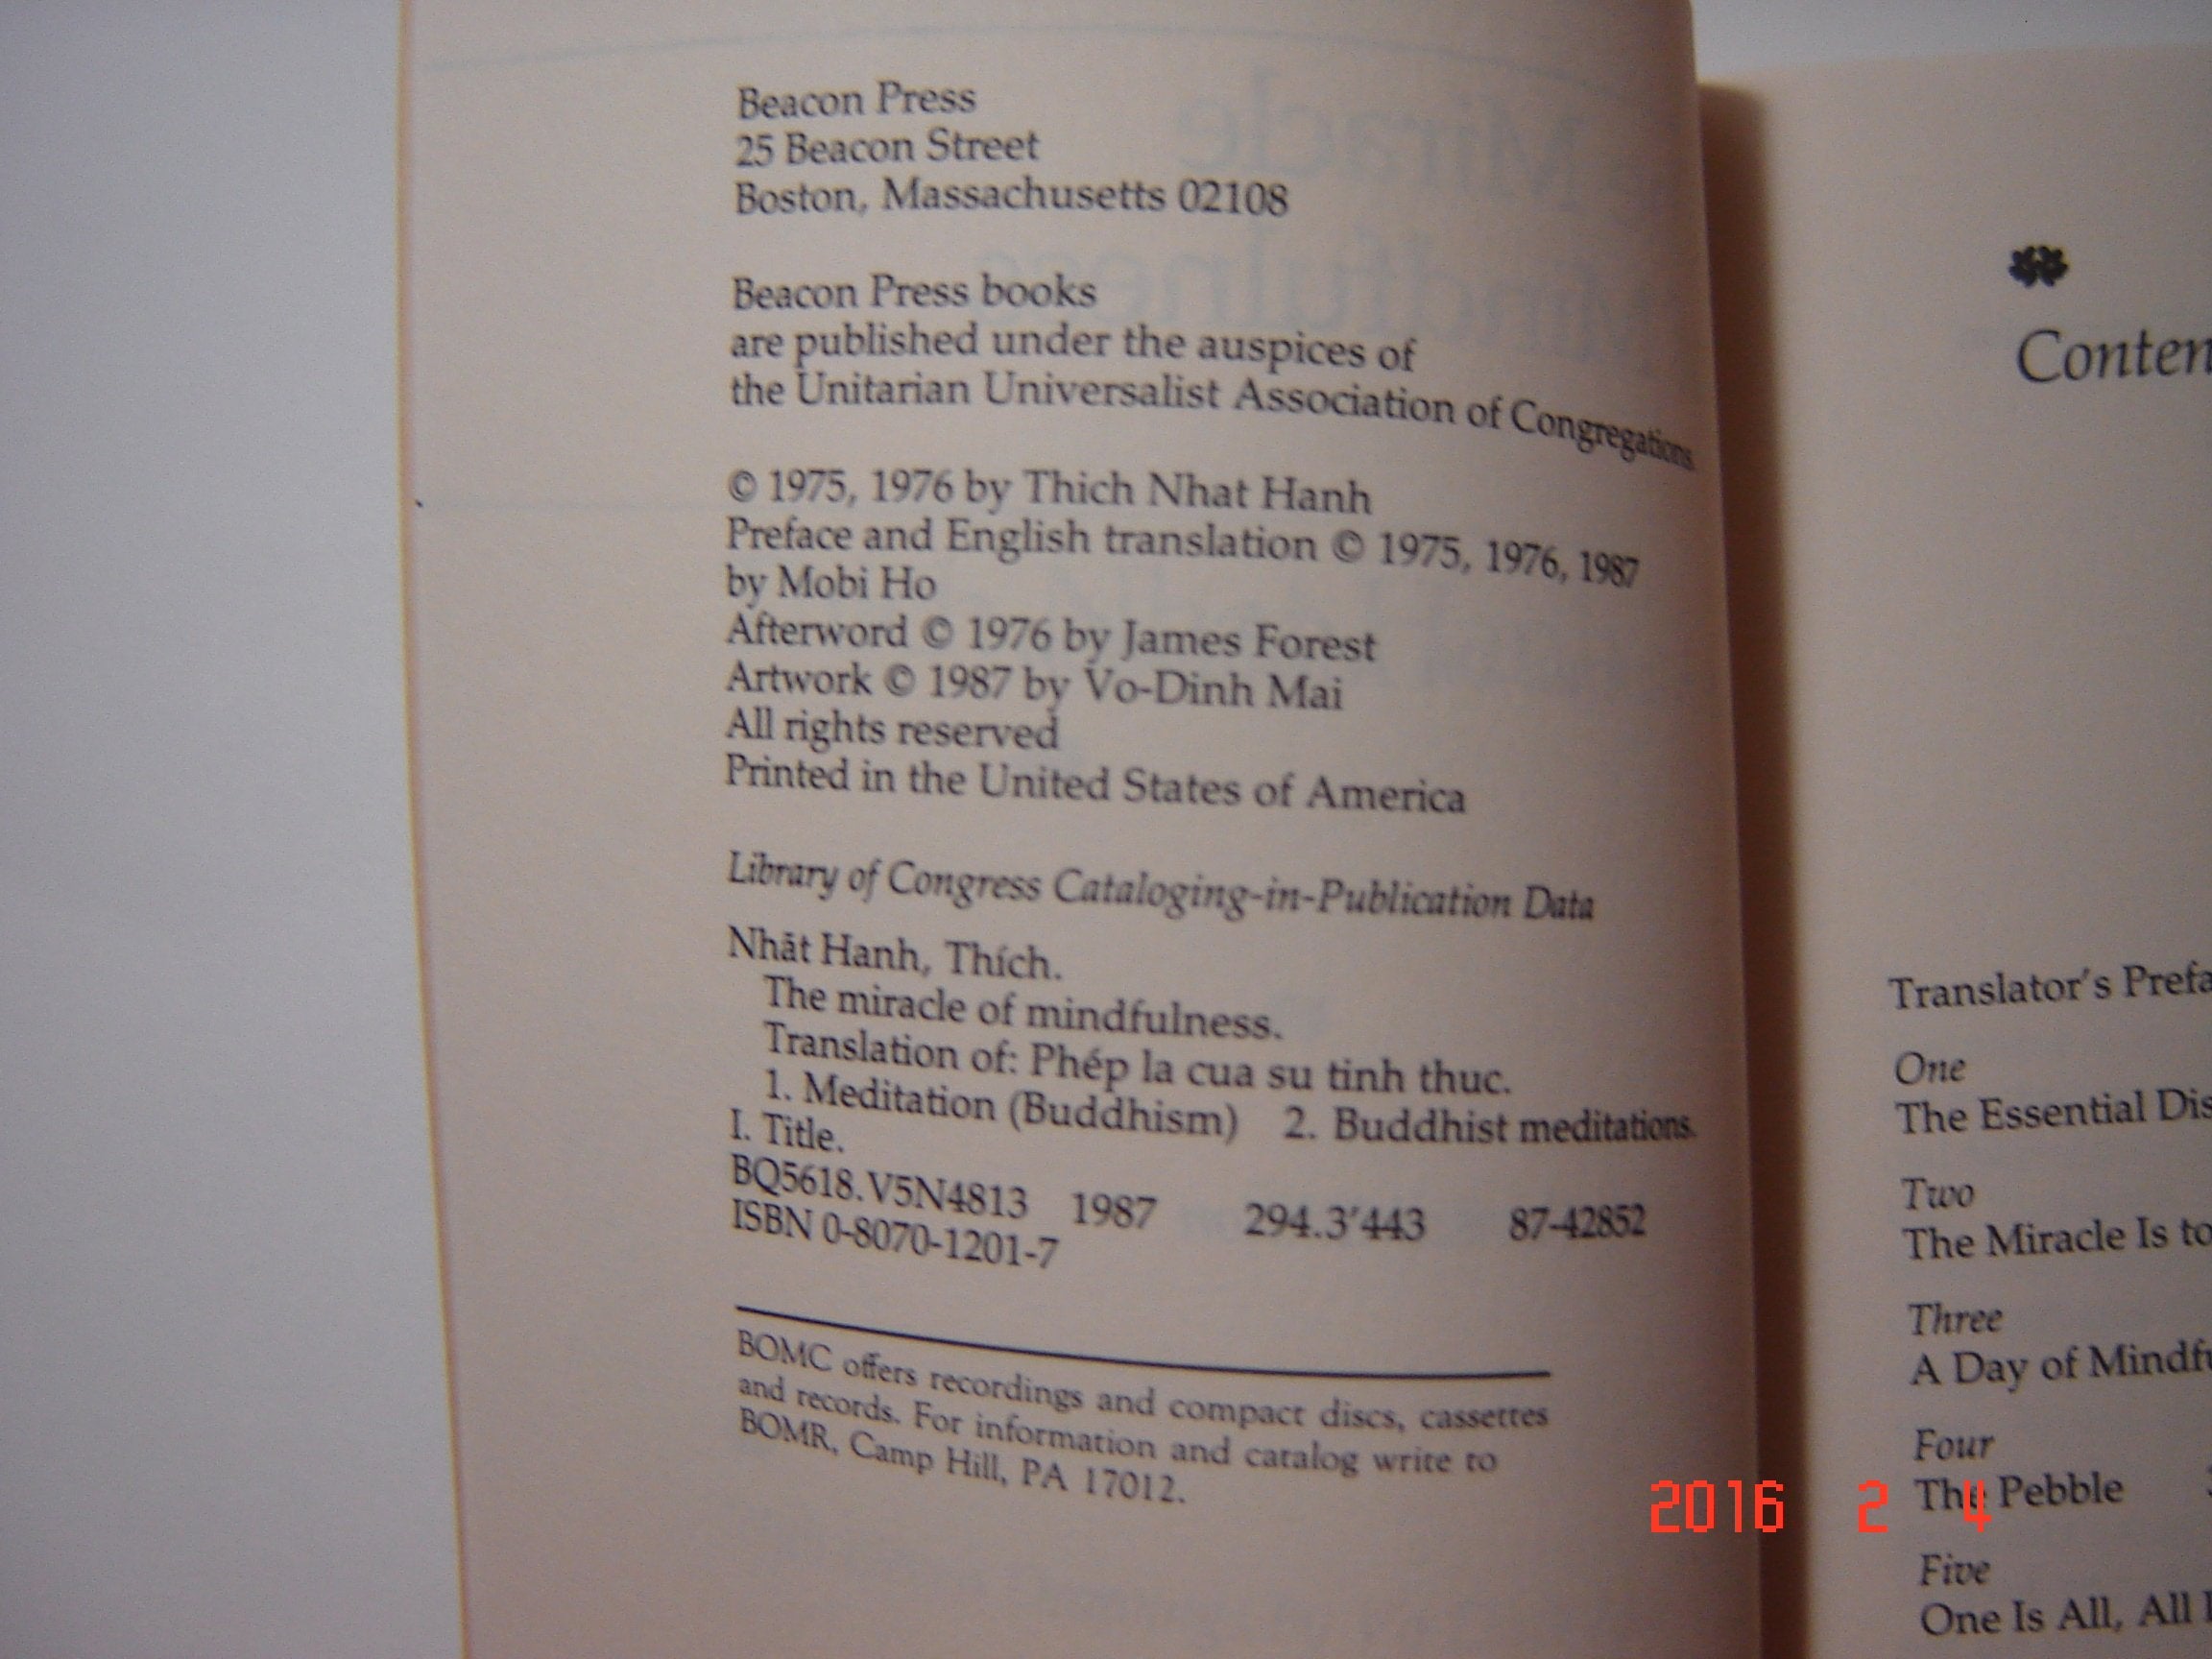 Beacon Press
25 Beacon Street
Boston, Massachusetts 02108
Beacon Press books
are published under the auspices of
the Unitarian Universalist Association of Congregations.
© 1975, 1976 by Thich Nhat Hanh
Preface and English translation © 1975, 1976, 1987
by Mobi Ho
Afterword © 1976 by James Forest
Artwork © 1987 by Vo-Dinh Mai
All rights reserved
Printed in the United States of America
Library of Congress Cataloging-in-Publication Data
Nhāt Hanh, Thích.
The miracle of mindfulness.
Translation of: Phép la cua su tinh thuc.
1. Meditation (Buddhism) 2. Buddhist meditations.
I. Title.
BQ5618.V5N4813 1987 294.3′443 87-42852
ISBN 0-8070-1201-7
BOMC offers recordings and compact discs, cassettes
and records. For information and catalog write to
BOMR, Camp Hill, PA 17012.
Conten
Translator's Prefa
One
The Essential Dis
Two
The Miracle Is to
Three
A Day of Mindfu
Four
The Pebble
Five
One Is All, All
2016 2 4